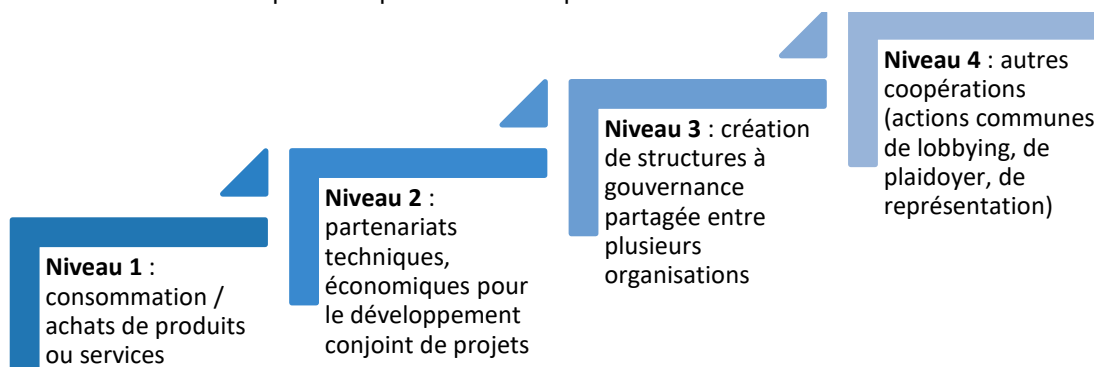 Niveau 1 :
consommation /
achats de produits
ou services
Niveau 2 :
partenariats
techniques,
économiques pour
le développement
conjoint de projets
Niveau 3 : création
de structures à
gouvernance
partagée entre
plusieurs
organisations
Niveau 4 : autres
coopérations
(actions communes
de lobbying, de
plaidoyer, de
représentation)